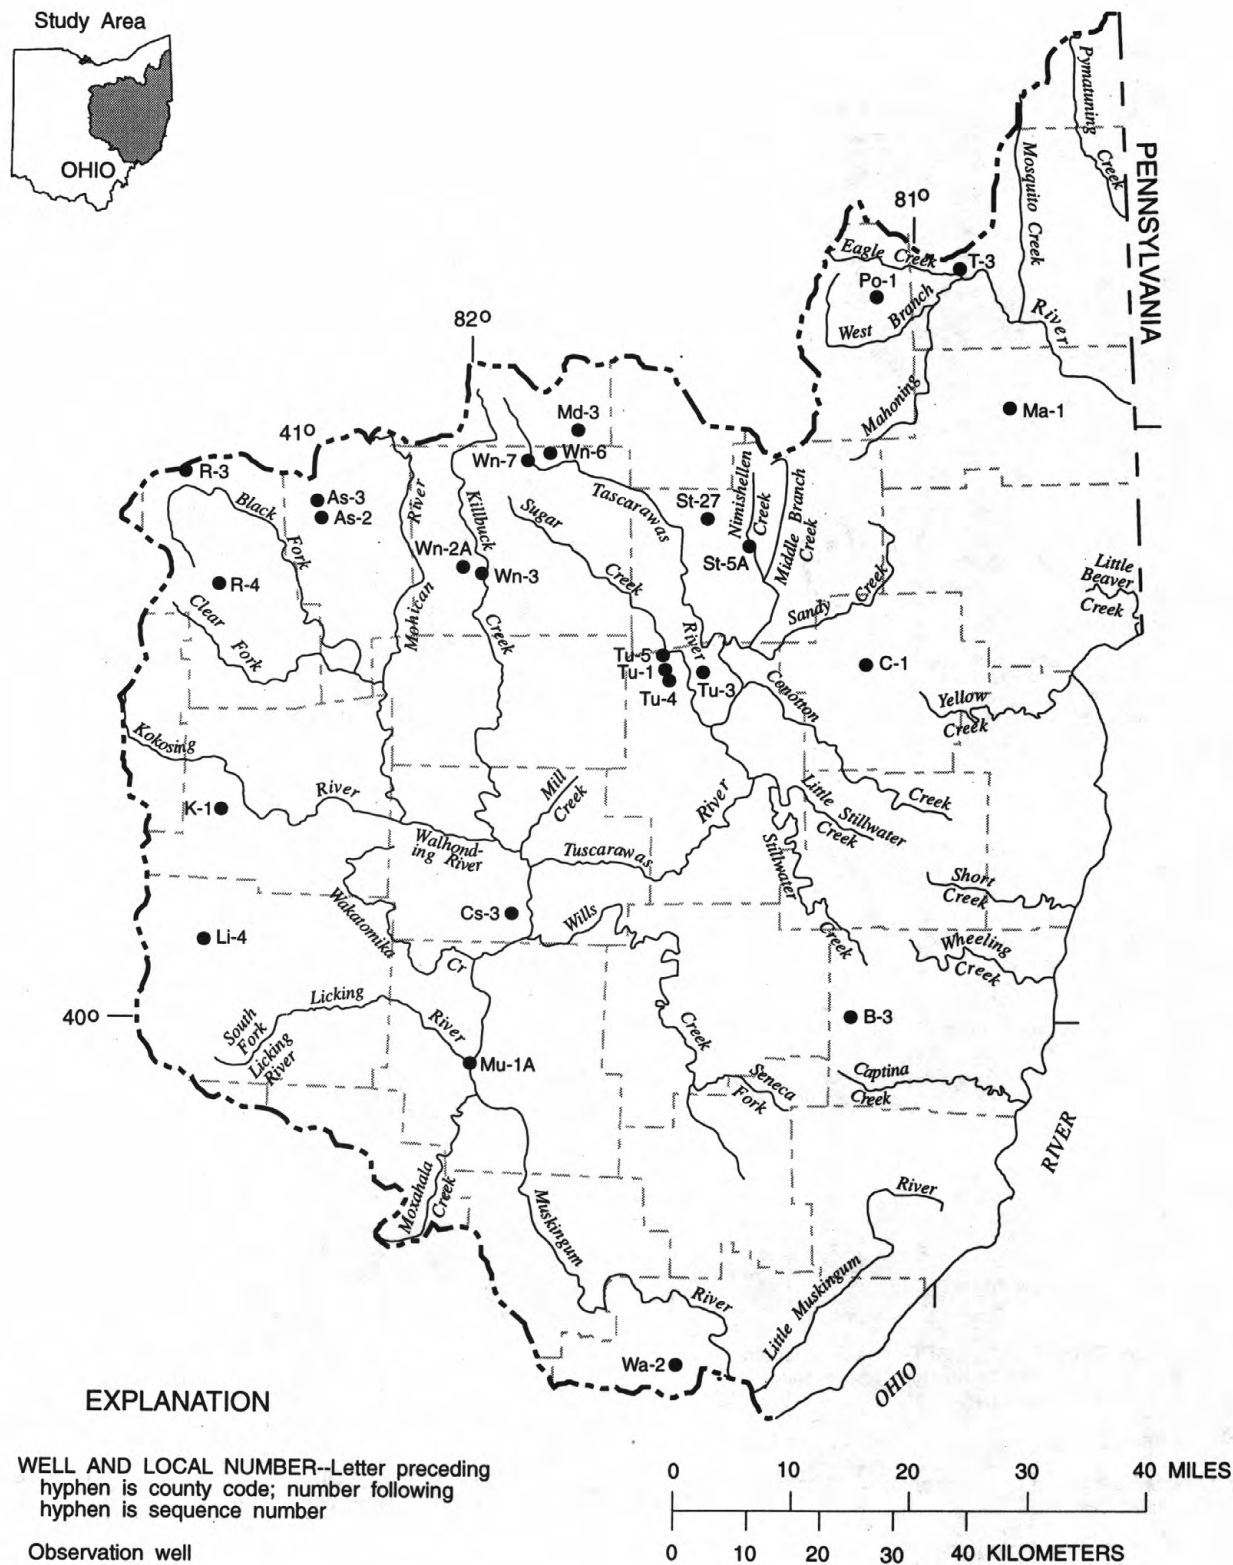 Study Area
OHIO
PENNSYLVANIA
Pymatuning
Creek
Mosquito Creek
81o
Eagle Creek
T-3
Po-1
West Branch
River
82o
Mahoning
Ma-1
Md-3
41o
Wn-6
Wn-7
R-3
As-3
As-2
Black
Fork
River
Mohican
Killbuck
Creek
Sugar
Creek
Tascarawas
River
St-27
Nimishellen
Creek
Middle Branch
Creek
St-5A
Wn-2A
Wn-3
R-4
Clear
Fork
Little
Beaver
Creek
Sandy
Creek
Tu-5
Tu-1
Tu-4
Tu-3
C-1
Conotton
Creek
Yellow
Creek
Kokosing
River
K-1
Mill
Creek
River
Little Stillwater
Creek
Walhond-
ing River
Tuscarawas
Stillwater
Creek
Short
Creek
Wakatomika
Cr
Cs-3
Wills
Creek
Wheeling
Creek
Li-4
Licking
River
South
Fork
Licking
River
40o
B-3
Mu-1A
Seneca
Fork
Captina
Creek
RIVER
Moxahala
Creek
Muskingum
River
River
Little Muskingum
Wa-2
OHIO
EXPLANATION
WELL AND LOCAL NUMBER--Letter preceding
hyphen is county code; number following
hyphen is sequence number
Observation well
0 10 20 30 40 MILES
0 10 20 30 40 KILOMETERS